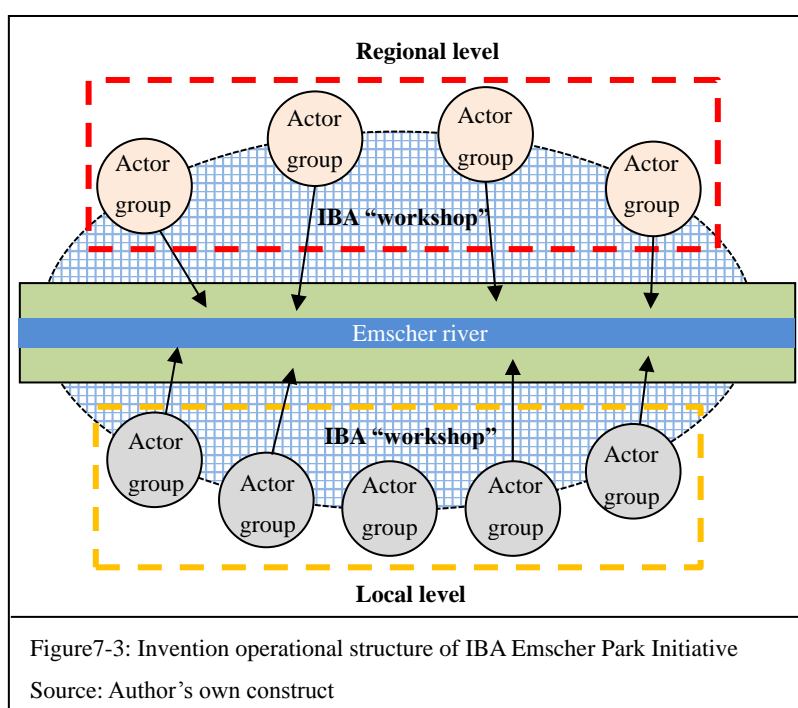 Regional level
Actor
group
Actor
group
Actor
group
Actor
group
IBA “workshop”
Emscher river
IBA “workshop”
Actor
group
Actor
group
Actor
group
Actor
group
Actor
group
Local level
Figure7-3: Invention operational structure of IBA Emscher Park Initiative
Source: Author’s own construct